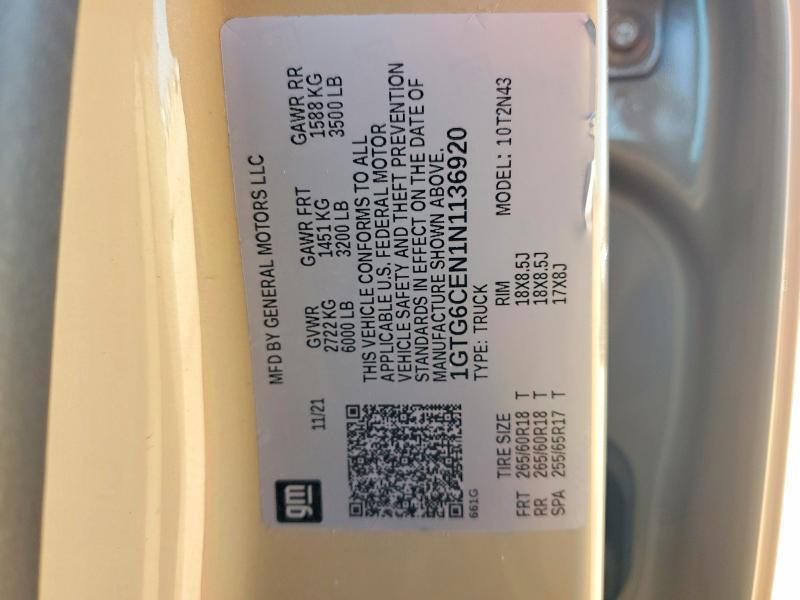 gm
11/21
MFD BY GENERAL MOTORS LLC
GVWR GAWR FRT GAWR RR
2722 KG 1451 KG 1588 KG
6000 LB 3200 LB 3500 LB
THIS VEHICLE CONFORMS TO ALL
APPLICABLE U.S. FEDERAL MOTOR
VEHICLE SAFETY AND THEFT PREVENTION
STANDARDS IN EFFECT ON THE DATE OF
MANUFACTURE SHOWN ABOVE.
1GTG6CEN1N1136920
661G
TYPE: TRUCK MODEL: 10T2N43
TIRE SIZE RIM
FRT 265/60R18 T 18X8.5J
RR 265/60R18 T 18X8.5J
SPA 255/65R17 T 17X8J